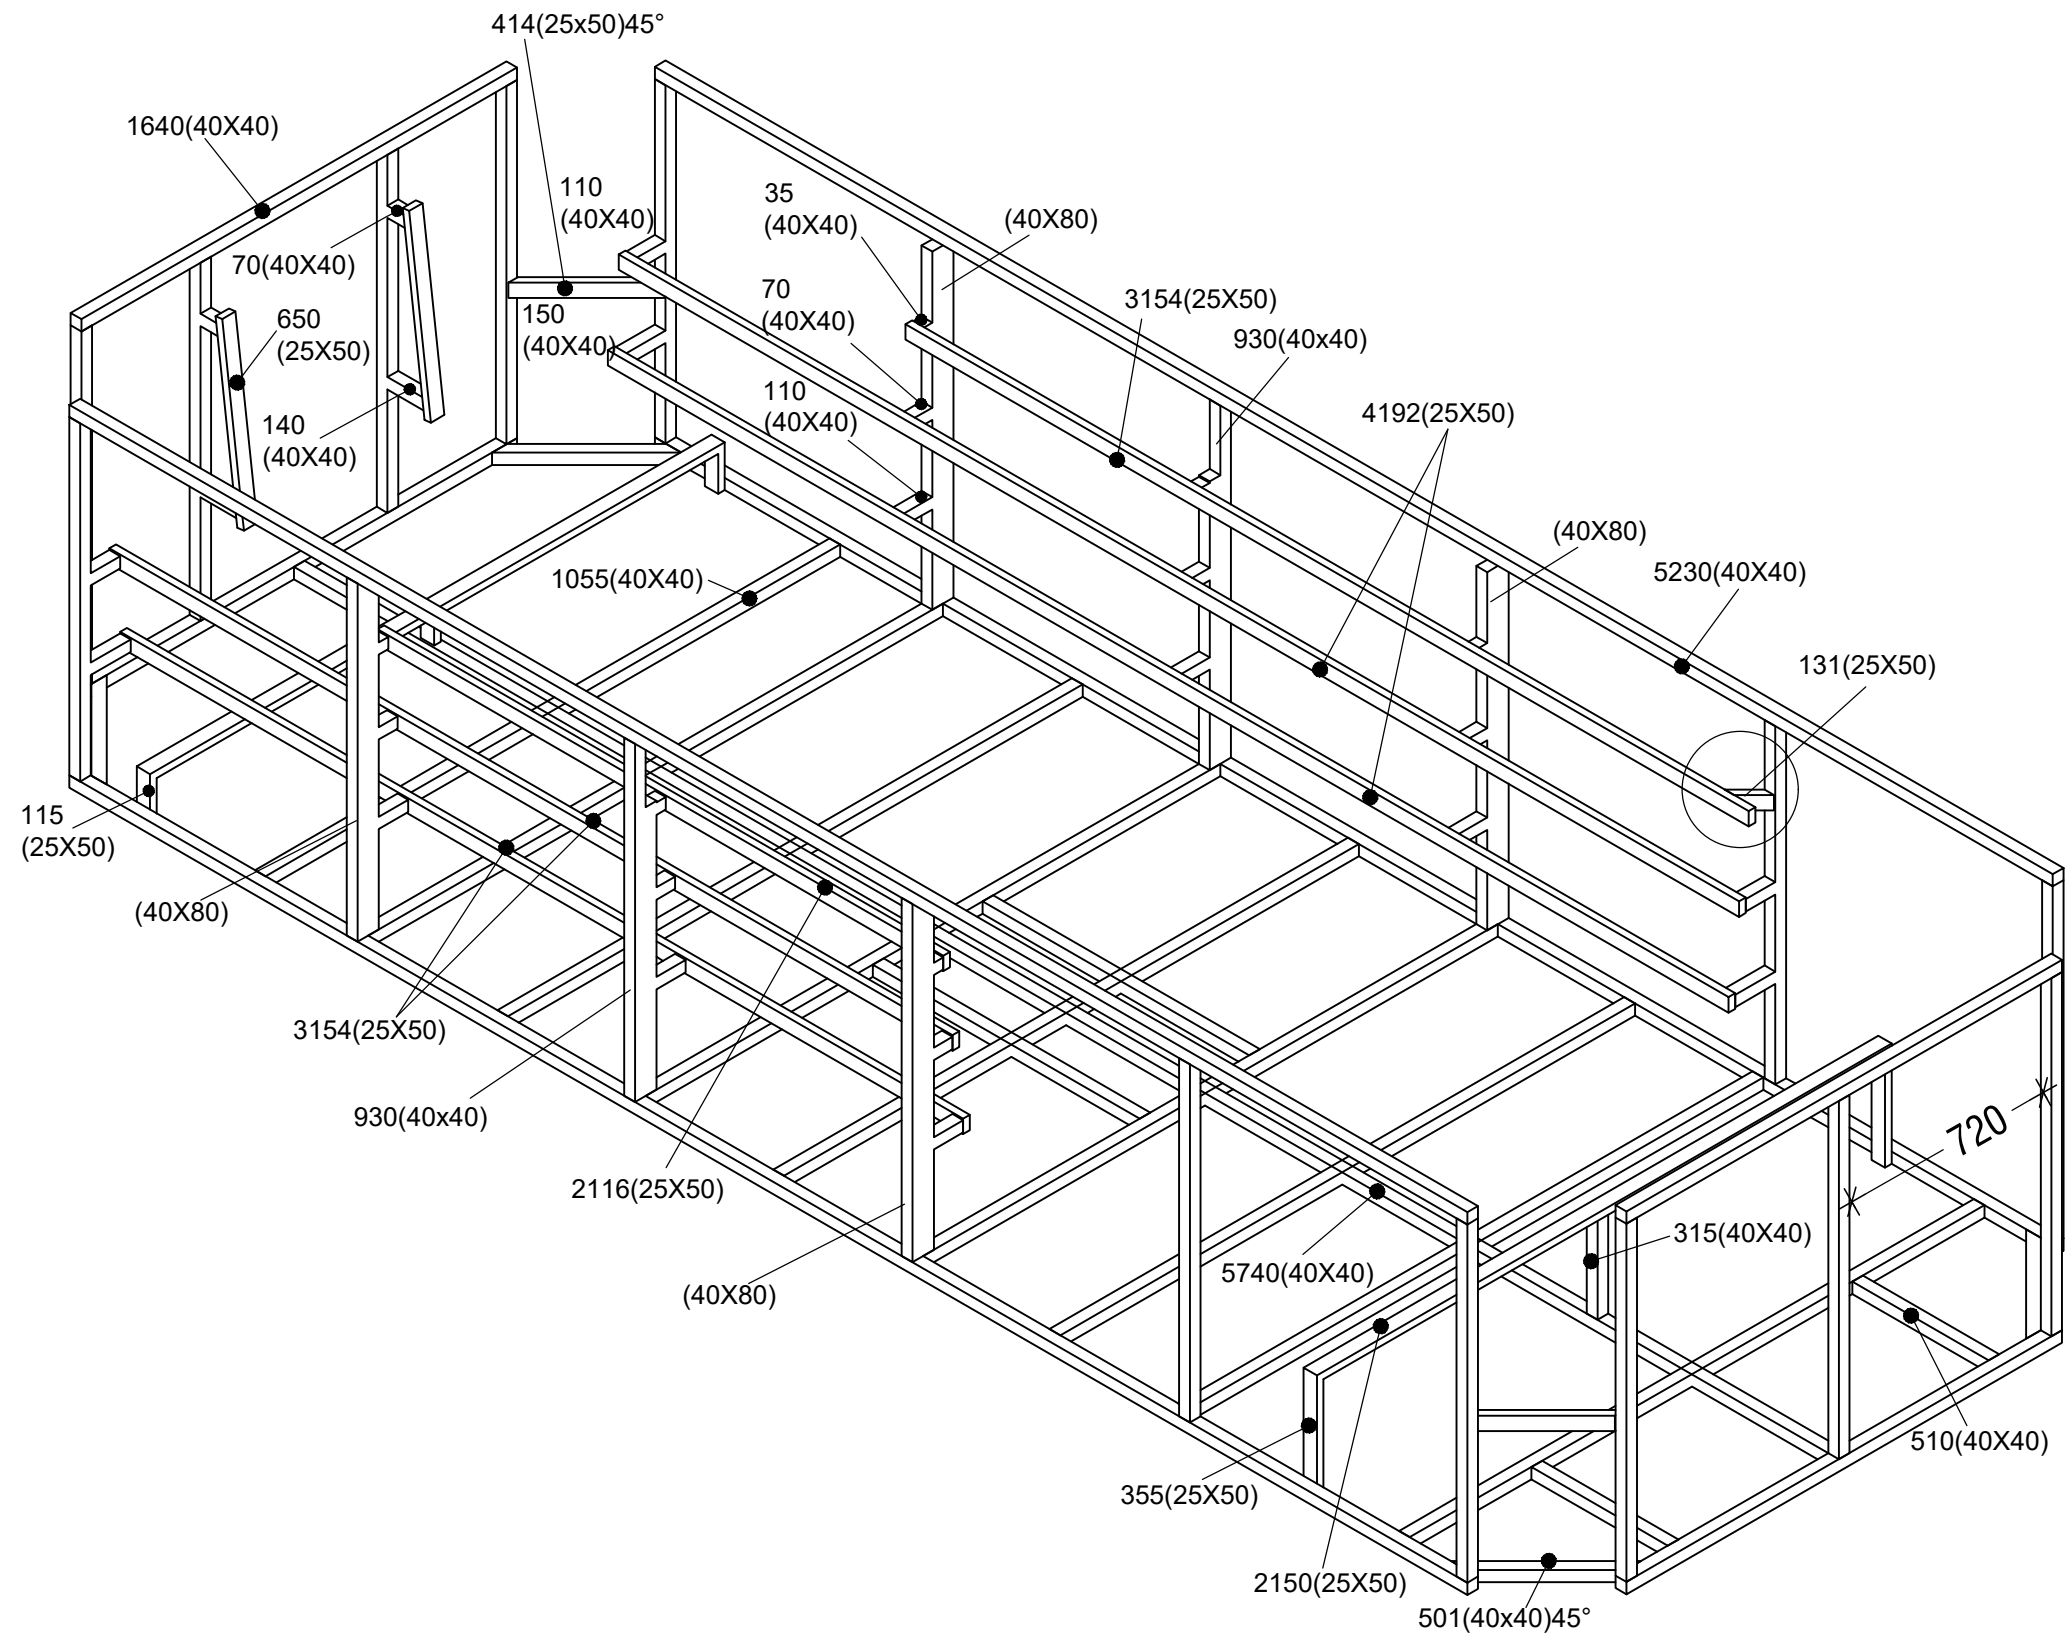 414(25x50)45°
1640(40X40)
110
(40X40)
35
(40X40)
(40X80)
70(40X40)
70
(40X40)
3154(25X50)
650
(25X50)
150
(40X40)
930(40x40)
110
(40X40)
4192(25X50)
140
(40X40)
(40X80)
1055(40X40)
5230(40X40)
131(25X50)
115
(25X50)
(40X80)
3154(25X50)
930(40x40)
720
2116(25X50)
315(40X40)
5740(40X40)
(40X80)
510(40X40)
355(25X50)
2150(25X50)
501(40x40)45°